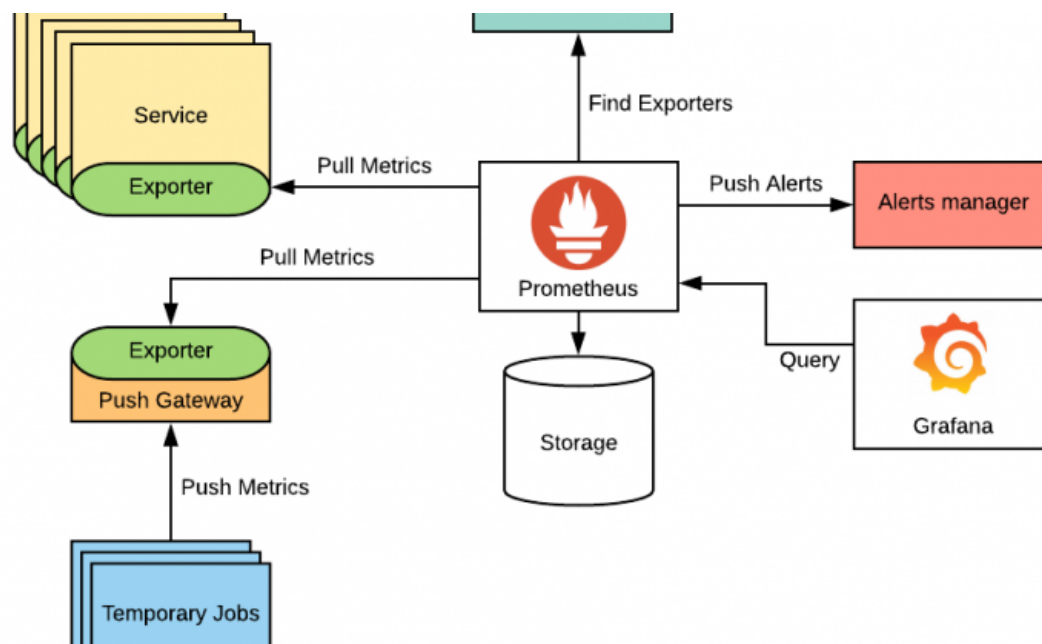 Service
Find Exporters
Pull Metrics
Push Alerts
Exporter
Alerts manager
Pull Metrics
Prometheus
Exporter
Query
Push Gateway
Grafana
Storage
Push Metrics
Temporary Jobs